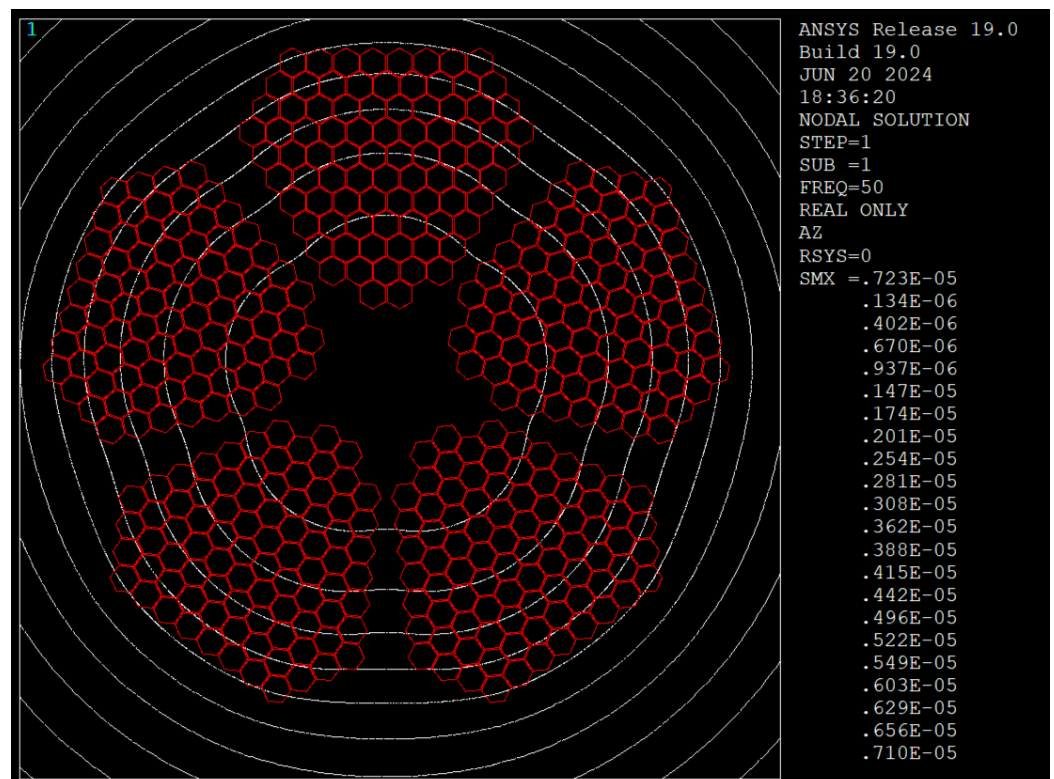 1
ANSYS Release 19.0
Build 19.0
JUN 20 2024
18:36:20
NODAL SOLUTION
STEP=1
SUB =1
FREQ=50
REAL ONLY
AZ
RSYS=0
SMX =.723E-05
.134E-06
.402E-06
.670E-06
.937E-06
.147E-05
.174E-05
.201E-05
.254E-05
.281E-05
.308E-05
.362E-05
.388E-05
.415E-05
.442E-05
.496E-05
.522E-05
.549E-05
.603E-05
.629E-05
.656E-05
.710E-05